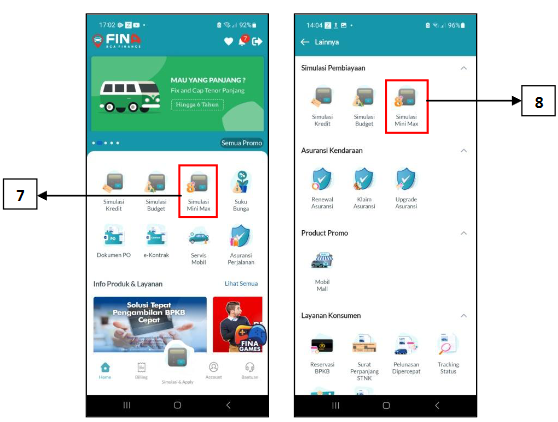 17.02
92%
FINA
BCA FINANCE
7
MAU YANG PANJANG ?
Fix and Cap Tenor Panjang
Hingga 6 Tahun
Semua Promo
Simulasi Kredit
Simulasi Budget
Simulasi Mini Max
Suku Bunga
7
Dokumen PO
e-Kontrak
Servis Mobil
Asuransi Perjalanan
Info Produk & Layanan
Lihat Semua
Solusi Tepat
Pengambilan BPKB
Cepat
FINA
GAMES
Home
Billing
Simulasi & Apply
Account
Bantuan
14.04
96%
Lainnya
Simulasi Pembiayaan
Simulasi Kredit
Simulasi Budget
Simulasi Mini Max
8
Asuransi Kendaraan
Renewal Asuransi
Klaim Asuransi
Upgrade Asuransi
Product Promo
Mobil Mall
Layanan Konsumen
Reservasi BPKB
Surat Perpanjang STNK
Pelunasan Dipercepat
Tracking Status